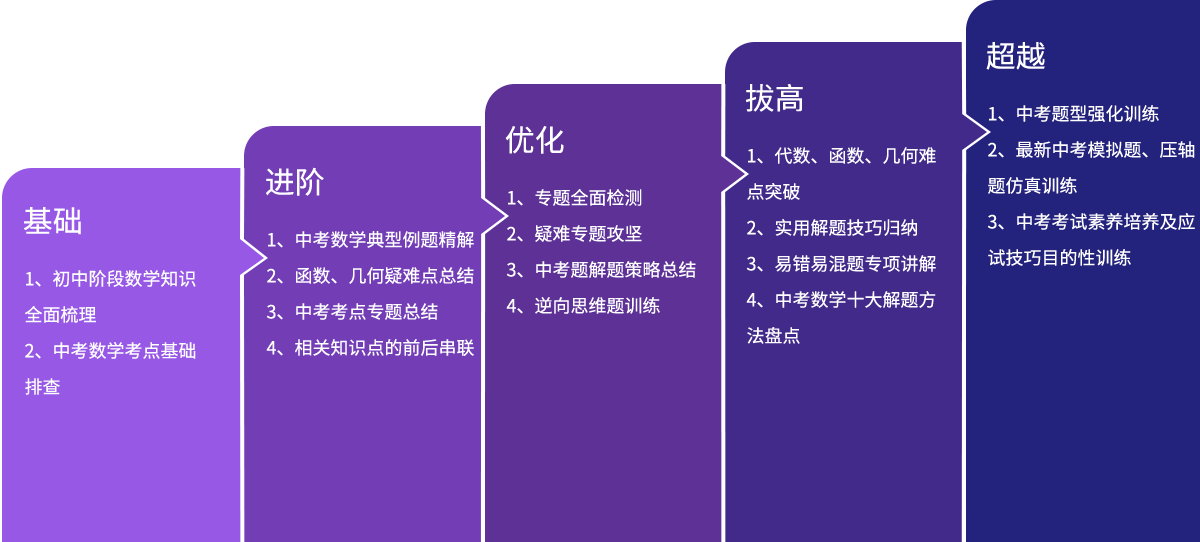 基础
1、初中阶段数学知识
全面梳理
2、中考数学考点基础
排查
进阶
1、中考数学典型例题精解
2、函数、几何疑难点总结
3、中考考点专题总结
4、相关知识点的前后串联
优化
1、专题全面检测
2、疑难专题攻坚
3、中考题解题策略总结
4、逆向思维题训练
拔高
1、代数、函数、几何难
点突破
2、实用解题技巧归纳
3、易错易混题专项讲解
4、中考数学十大解题方
法盘点
超越
1、中考题型强化训练
2、最新中考模拟题、压轴
题仿真训练
3、中考考试素养培养及应
试技巧目的性训练